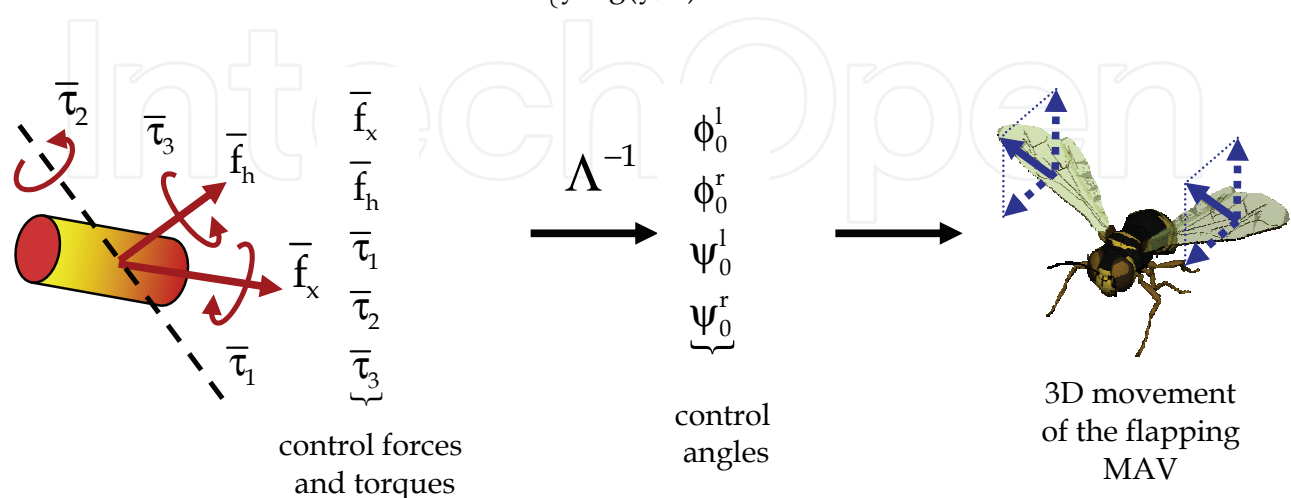 IntechOpen
τ̅₂
τ̅₃
f̅ₕ
f̅ₓ
τ̅₁
f̅ₓ
f̅ₕ
τ̅₁
τ̅₂
τ̅₃
control forces
and torques
Λ⁻¹
ϕ₀ˡ
ϕ₀ʳ
ψ₀ˡ
ψ₀ʳ
control
angles
3D movement
of the flapping
MAV